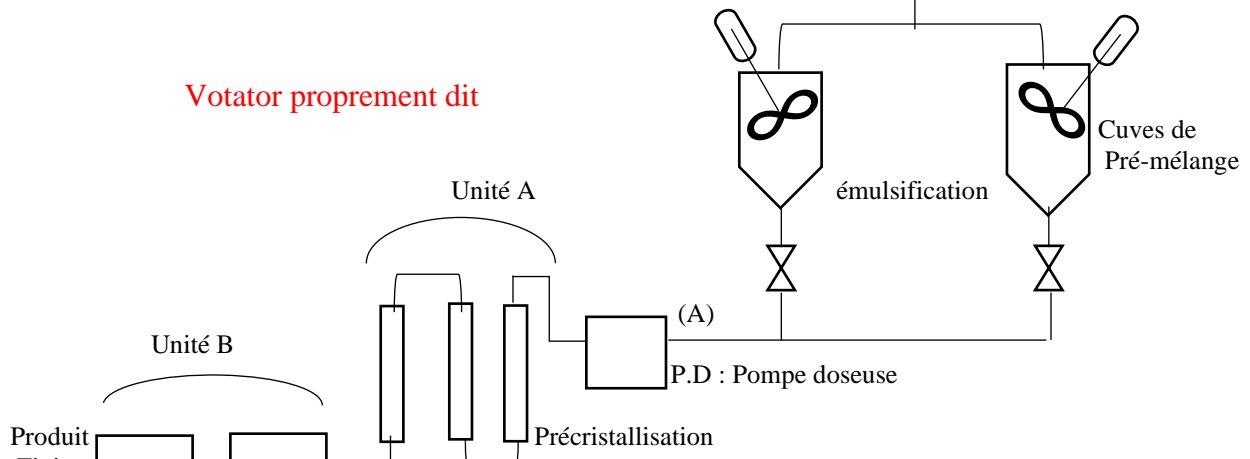 Votator proprement dit
Cuves de
Pré-mélange
Unité A
émulsification
(A)
Unité B
P.D : Pompe doseuse
Produit
Précristallisation